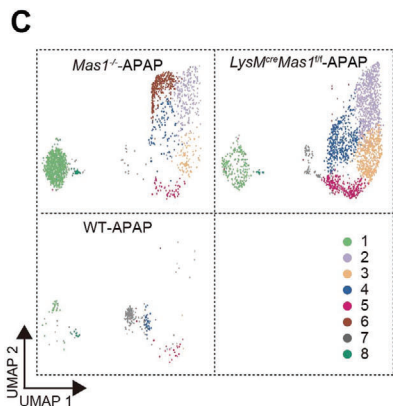 C
Mas1-/--APAP
LysMcreMas1f/f-APAP
WT-APAP
1
2
3
4
5
6
7
8
UMAP 2
UMAP 1